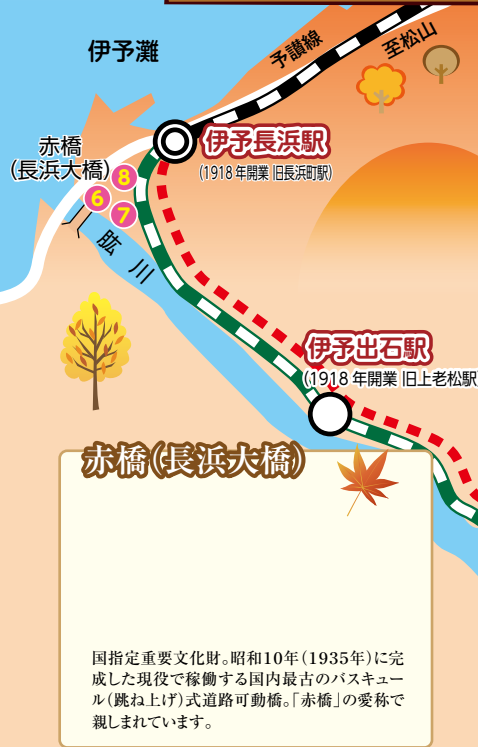 伊予灘
予讃線
至松山
赤橋
(長浜大橋)
8
6
7
肱川
伊予長浜駅
(1918年開業 旧長浜町駅)
伊予出石駅
(1918年開業 旧上老松駅)
赤橋(長浜大橋)
国指定重要文化財。昭和10年(1935年)に完
成した現役で稼働する国内最古のバスキュー
ル(跳ね上げ)式道路可動橋。「赤橋」の愛称で
親しまれています。